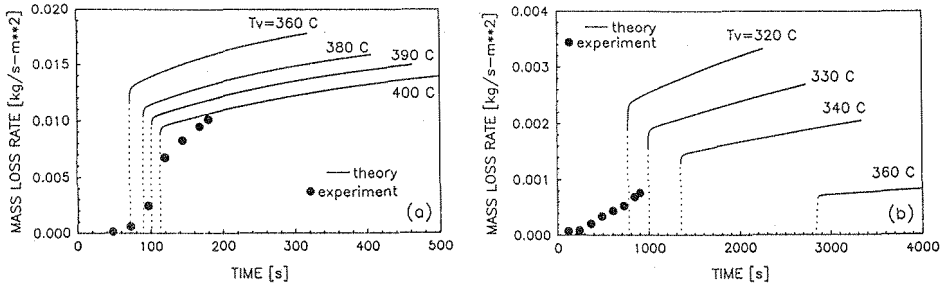 MASS LOSS RATE [kg/s-m**2]
0.020
0.015
0.010
0.005
0.000
Tv=360 C
380 C
390 C
400 C
theory
experiment
(a)
0 100 200 300 400 500
TIME [s]
MASS LOSS RATE [kg/s-m**2]
0.004
0.003
0.002
0.001
0.000
theory
experiment
Tv=320 C
330 C
340 C
360 C
(b)
0 1000 2000 3000 4000
TIME [s]